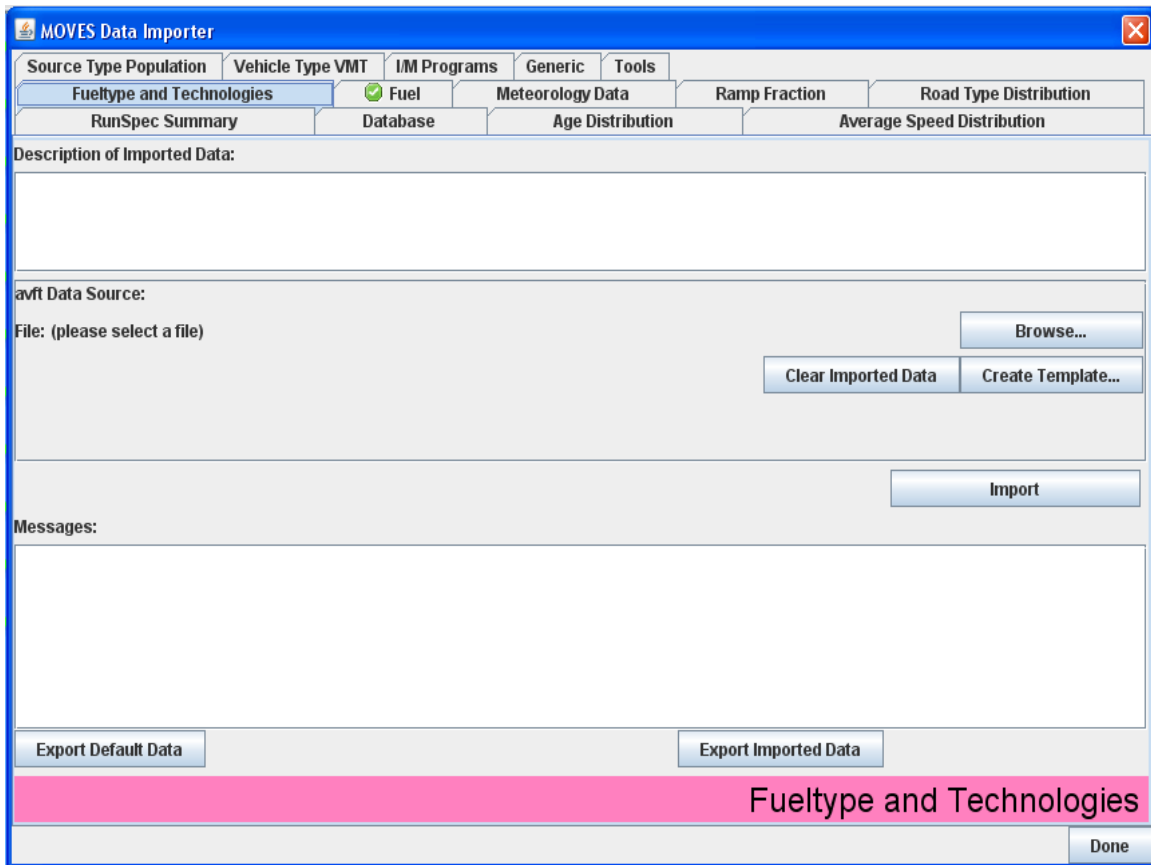 MOVES Data Importer
Source Type Population Vehicle Type VMT I/M Programs Generic Tools
Fueltype and Technologies Fuel Meteorology Data Ramp Fraction Road Type Distribution
RunSpec Summary Database Age Distribution Average Speed Distribution
Description of Imported Data:
avft Data Source:
File: (please select a file) Browse...
Clear Imported Data Create Template...
Import
Messages:
Export Default Data Export Imported Data
Fueltype and Technologies
Done